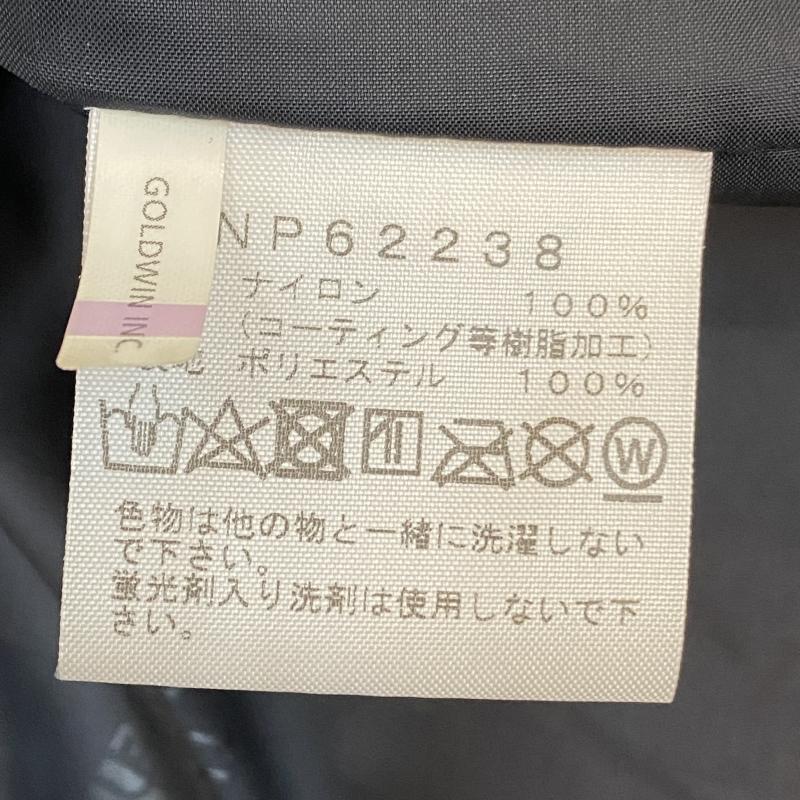 GOLDWIN INC
NP62238
ナイロン 100%
(コーティング等樹脂加工)
ポリエステル 100%
W
色物は他の物と一緒に洗濯しない
で下さい。
蛍光剤入り洗剤は使用しないで下
さい。